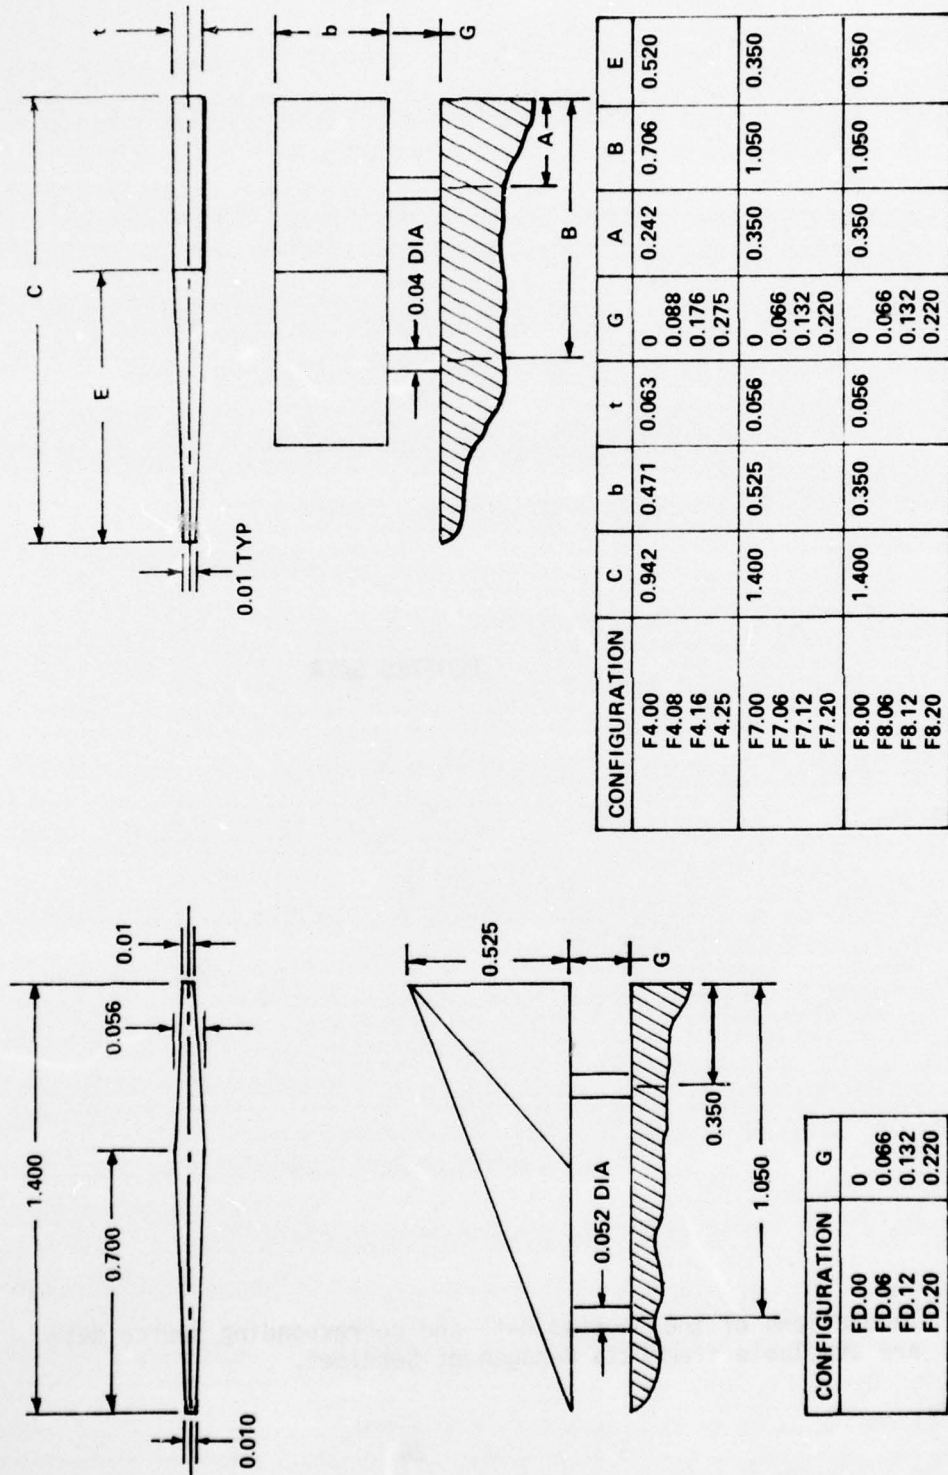 1.400
0.700
0.056
0.01
0.010
0.525
G
0.052 DIA
0.350
1.050
CONFIGURATION G
FD.00 0
FD.06 0.066
FD.12 0.132
FD.20 0.220
C
E
t
0.01 TYP
b
G
0.04 DIA
A
B
CONFIGURATION C b t G A B E
F4.00 0.942 0.471 0.063 0 0.242 0.706 0.520
F4.08 0.088
F4.16 0.176
F4.25 0.275
F7.00 1.400 0.525 0.056 0 0.350 1.050 0.350
F7.06 0.066
F7.12 0.132
F7.20 0.220
F8.00 1.400 0.350 0.056 0 0.350 1.050 0.350
F8.06 0.066
F8.12 0.132
F8.20 0.220